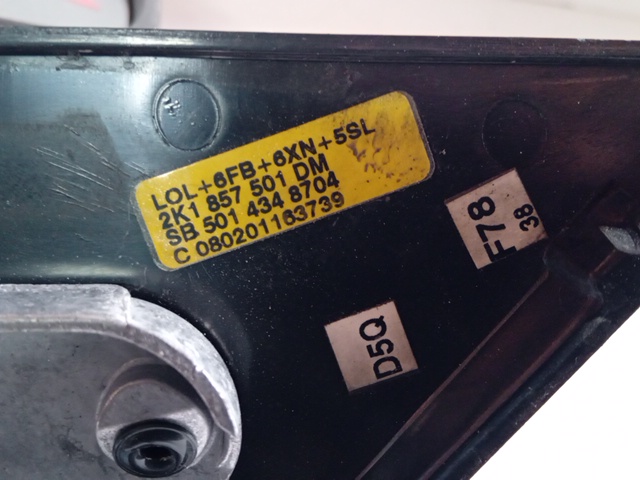 LOL+6FB+6XN+5SL
2K1 857 501 DM
SB 501 434 8704
C 080201163739
F78
38
D5Q